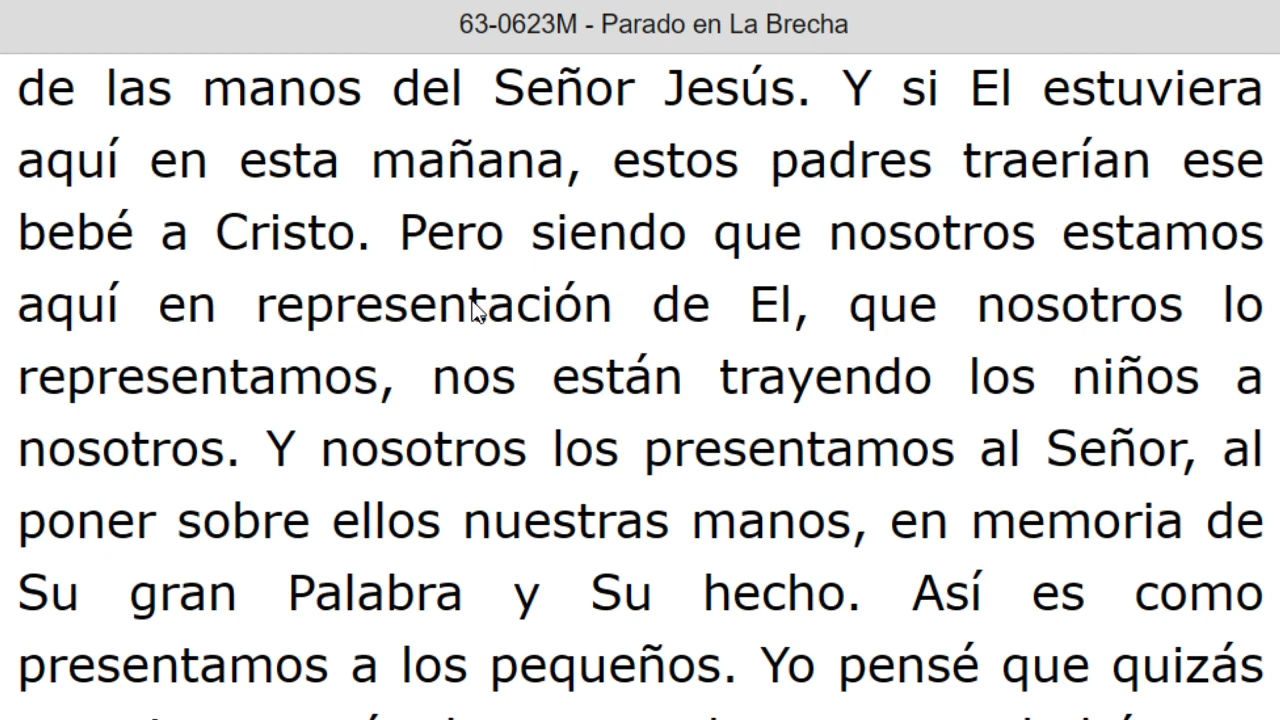 63-0623M - Parado en La Brecha
de las manos del Señor Jesús. Y si El estuviera
aquí en esta mañana, estos padres traerían ese
bebé a Cristo. Pero siendo que nosotros estamos
aquí en representación de El, que nosotros lo
representamos, nos están trayendo los niños a
nosotros. Y nosotros los presentamos al Señor, al
poner sobre ellos nuestras manos, en memoria de
Su gran Palabra y Su hecho. Así es como
presentamos a los pequeños. Yo pensé que quizás